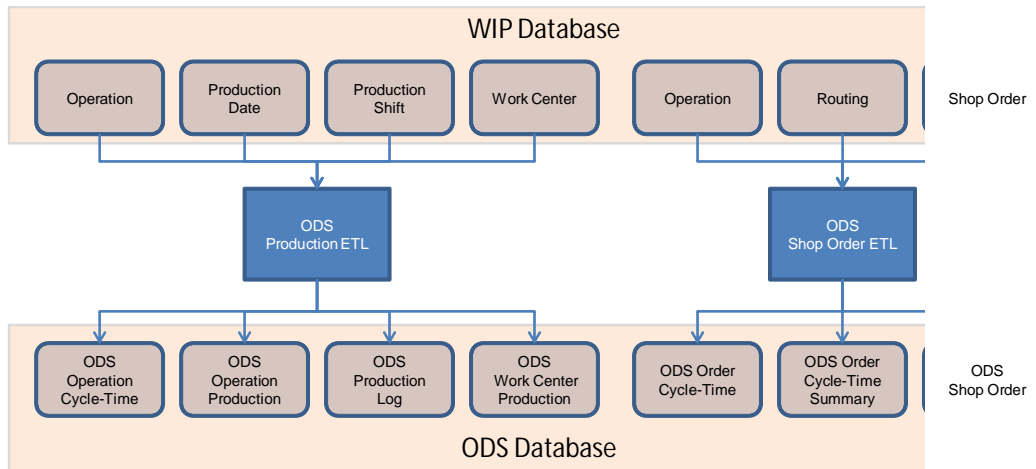 WIP Database
Operation
Production
Date
Production
Shift
Work Center
Operation
Routing
Shop Order
ODS
Production ETL
ODS
Shop Order ETL
ODS
Operation
Cycle-Time
ODS
Operation
Production
ODS
Production
Log
ODS
Work Center
Production
ODS Order
Cycle-Time
ODS Order
Cycle-Time
Summary
ODS
Shop Order
ODS Database